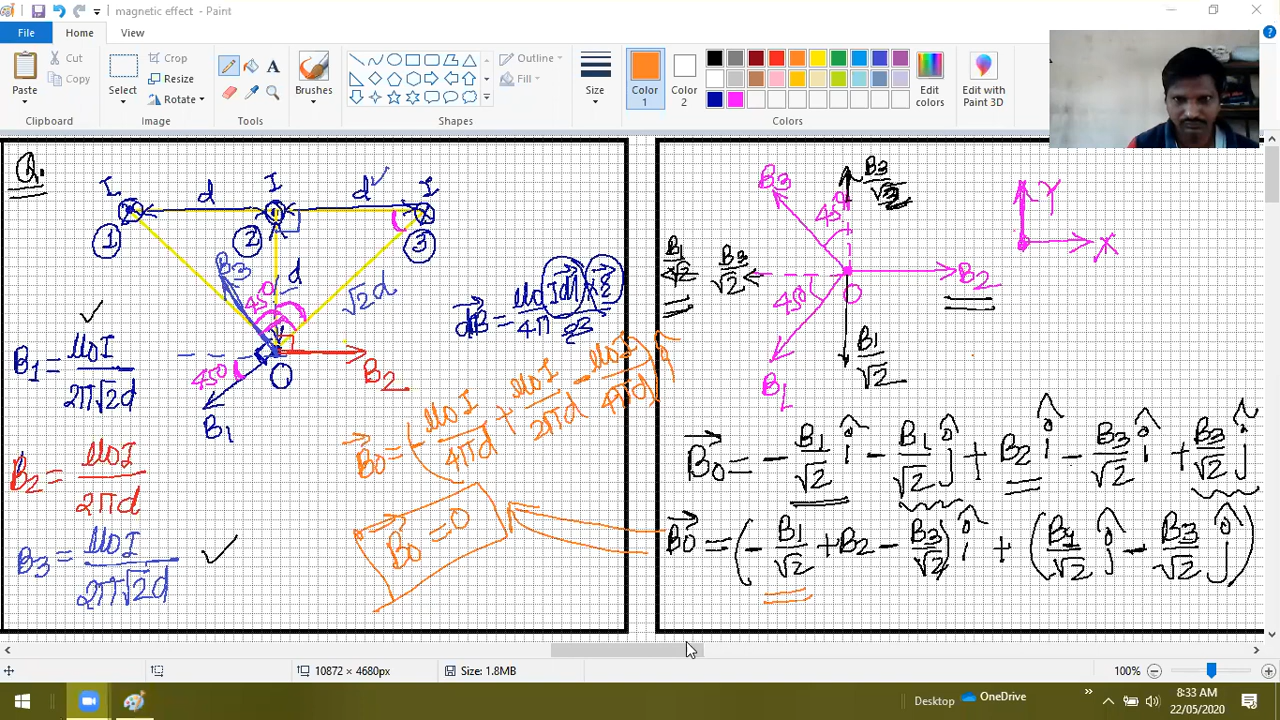 magnetic effect - Paint
File
Home
View
Paste
Cut
Copy
Clipboard
Select
Crop
Resize
Rotate
Image
A
Tools
Brushes
Shapes
Outline
Fill
Size
Color 1
Color 2
Edit colors
Edit with Paint 3D
Colors
Q.
I d I d✓ I
1 2 3
B3 45° d √2d
45° O B2
B1
B1 = μ0I / 2π√2d
B2 = μ0I / 2πd
B3 = μ0I / 2π√2d ✓
B0 = (-μ0I / 4πd + μ0I / 2πd - μ0I / 4πd)
B0 = 0
B3 45° B3/√2
B1/√2 B3/√2 B2
45° O
B1 B1/√2
Y
X
B0 = - B1/√2 i - B1/√2 j + B2 i - B3/√2 i + B3/√2 j
B0 = (- B1/√2 + B2 - B3/√2) i + (B1/√2 j - B3/√2 j)
10872 × 4680px
Size: 1.8MB
100%
Desktop
OneDrive
8:33 AM
22/05/2020